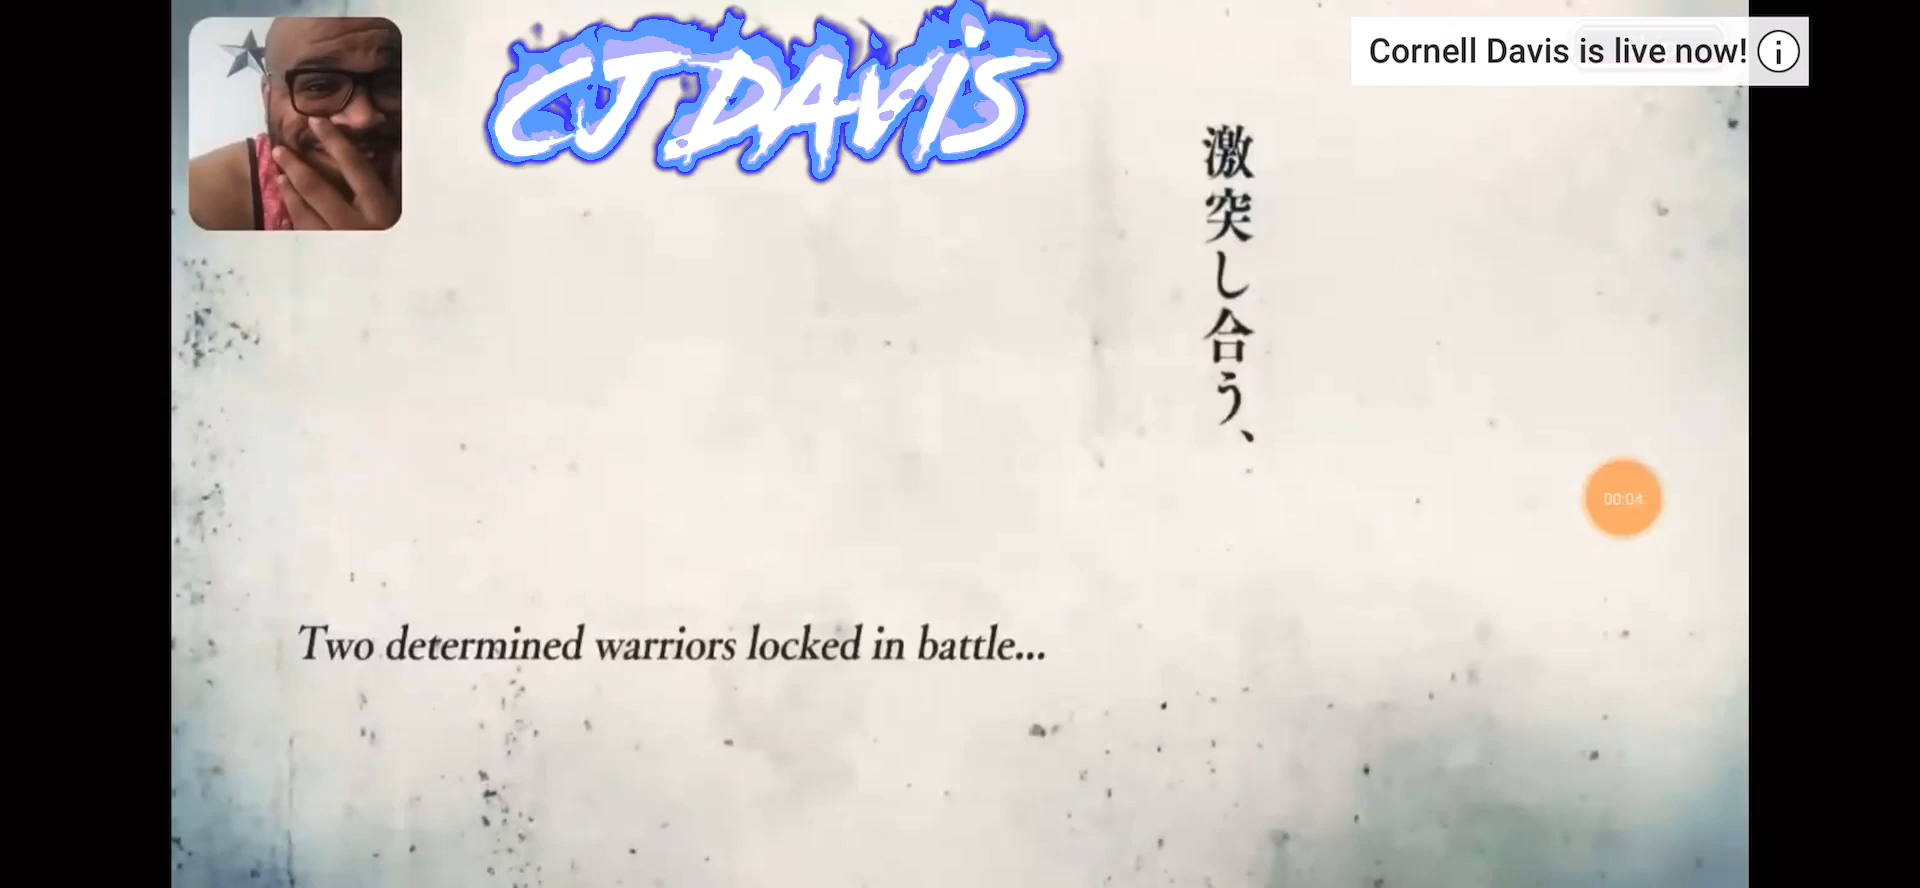 CJ DAVIS
Cornell Davis is live now!
激突し合う、
00:04
Two determined warriors locked in battle...